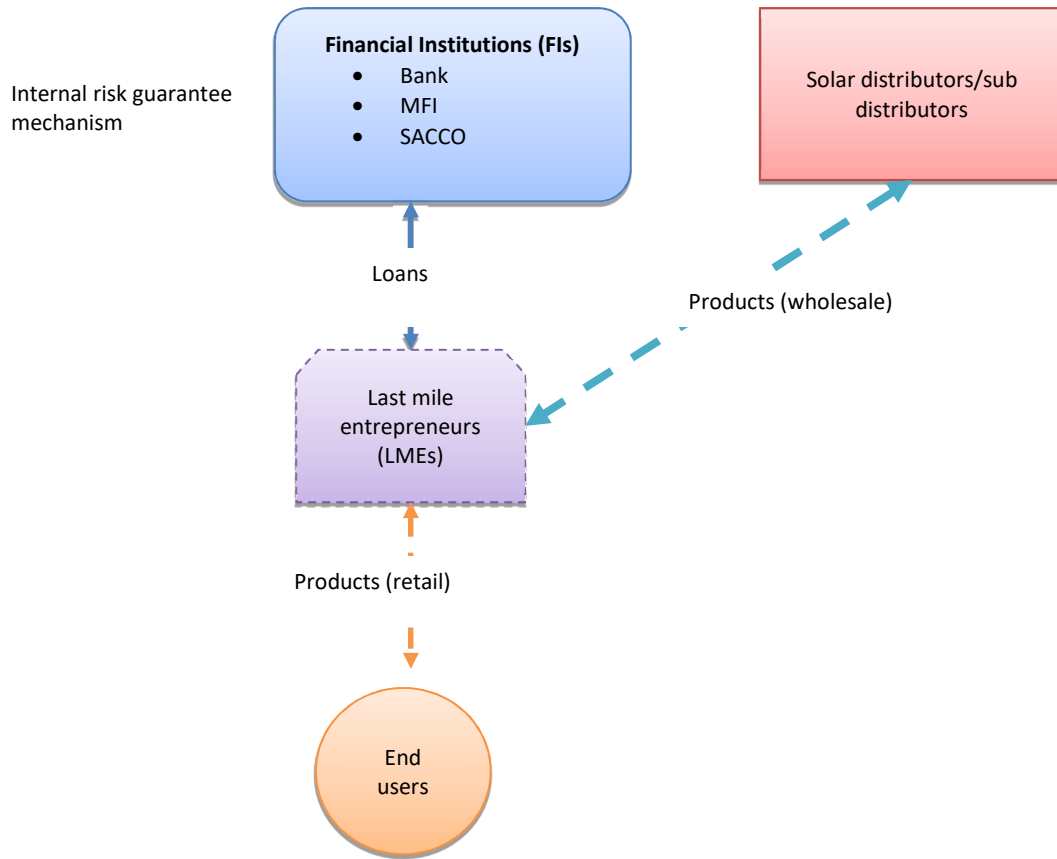 Financial Institutions (FIs)
• Bank
• MFI
• SACCO
Internal risk guarantee
mechanism
Solar distributors/sub
distributors
Loans
Products (wholesale)
Last mile
entrepreneurs
(LMEs)
Products (retail)
End
users